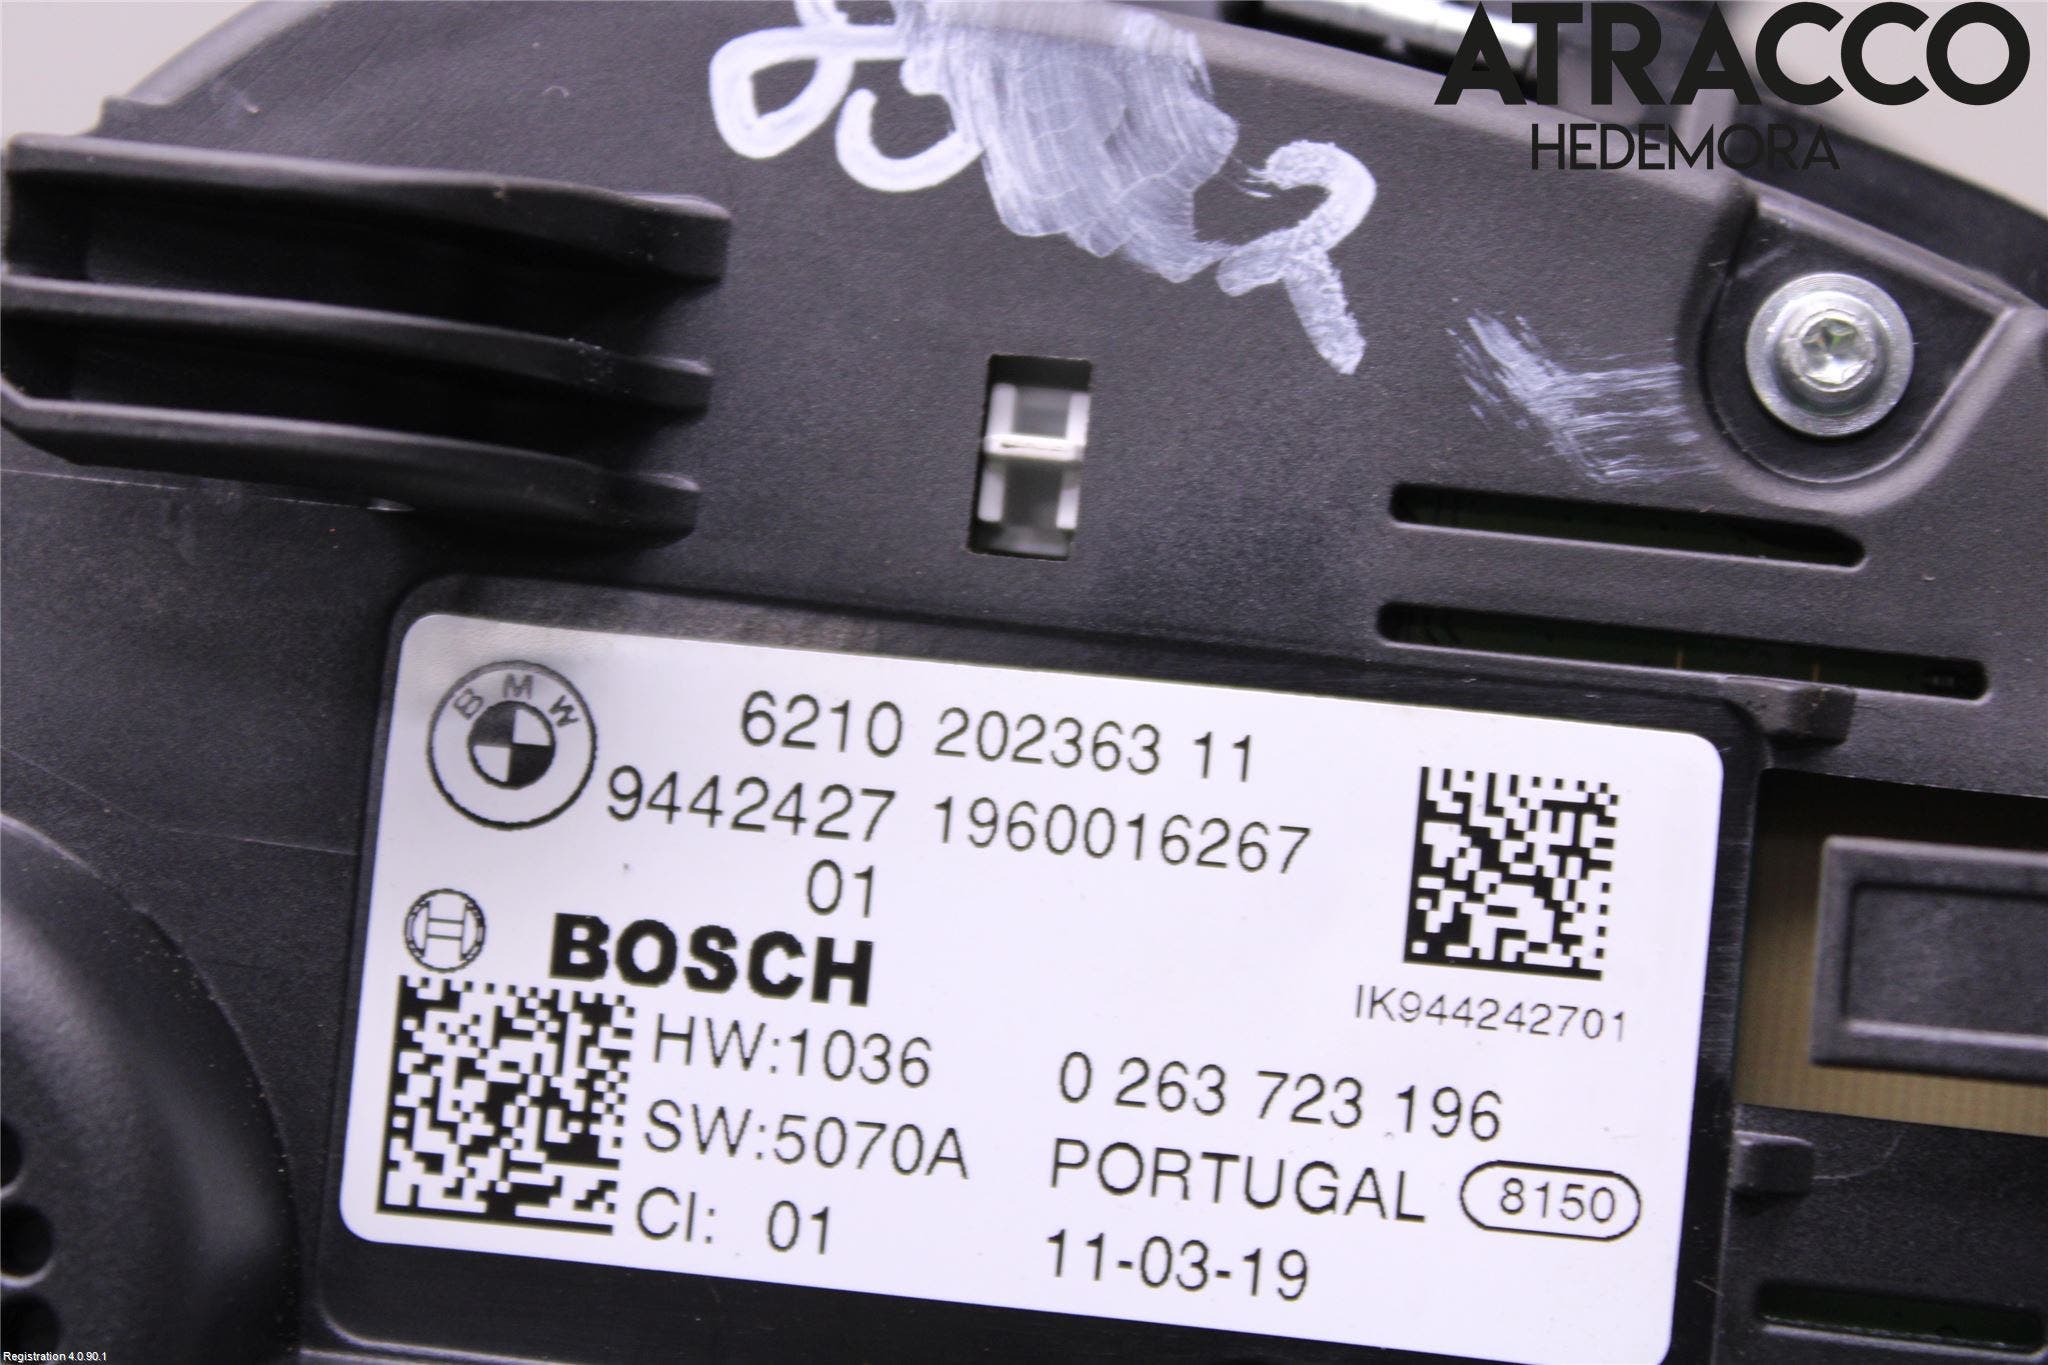 ATRACCO
HEDEMORA
BMW
6210 202363 11
9442427 1960016267
01
BOSCH
IK944242701
HW:1036
0 263 723 196
SW:5070A
PORTUGAL 8150
CI: 01
11-03-19
Registration 4.0.90.1